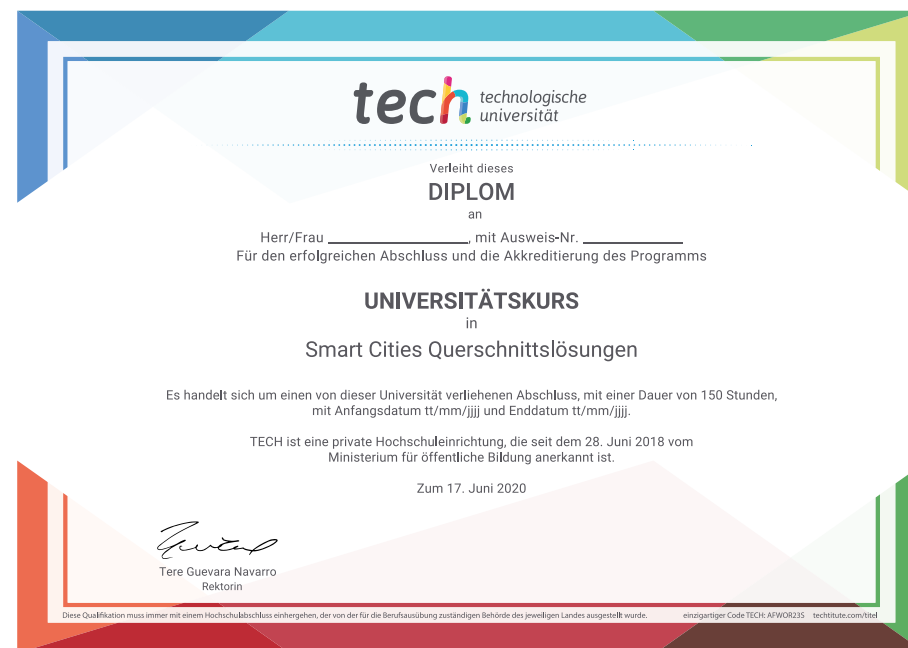 tech technologische
universität
Verleiht dieses
DIPLOM
an
Herr/Frau ____________________, mit Ausweis-Nr. ______________
Für den erfolgreichen Abschluss und die Akkreditierung des Programms
UNIVERSITÄTSKURS
in
Smart Cities Querschnittslösungen
Es handelt sich um einen von dieser Universität verliehenen Abschluss, mit einer Dauer von 150 Stunden,
mit Anfangsdatum tt/mm/jjjj und Enddatum tt/mm/jjjj.
TECH ist eine private Hochschuleinrichtung, die seit dem 28. Juni 2018 vom
Ministerium für öffentliche Bildung anerkannt ist.
Zum 17. Juni 2020
Tere Guevara Navarro
Rektorin
Diese Qualifikation muss immer mit einem Hochschulabschluss einhergehen, der von der für die Berufsausübung zuständigen Behörde des jeweiligen Landes ausgestellt wurde. einzigartiger Code TECH: AFWOR23S techtitute.com/titel